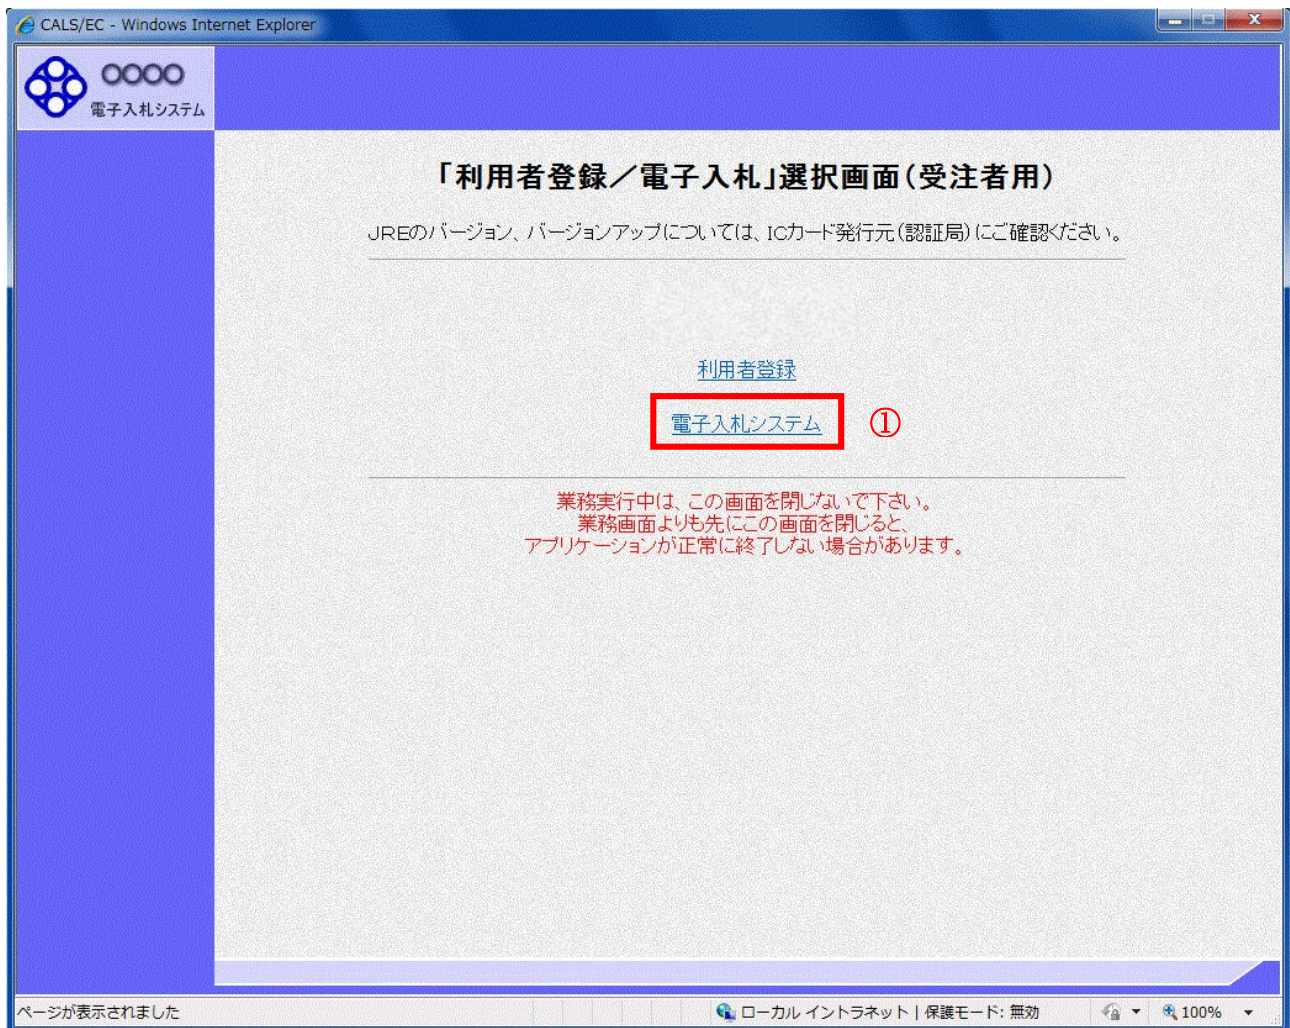 CALS/EC - Windows Internet Explorer
○○○○
電子入札システム
「利用者登録／電子入札」選択画面(受注者用)
JREのバージョン、バージョンアップについては、ICカード発行元(認証局)にご確認ください。
利用者登録
電子入札システム ①
業務実行中は、この画面を閉じないで下さい。
業務画面よりも先にこの画面を閉じると、
アプリケーションが正常に終了しない場合があります。
ページが表示されました ローカル イントラネット | 保護モード: 無効 100%